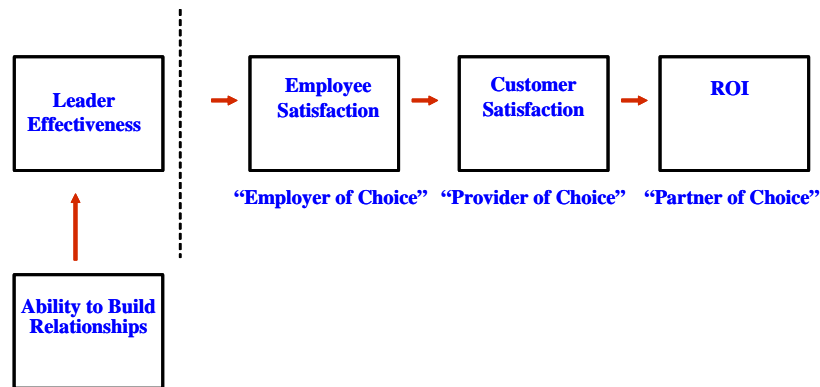 Leader
Effectiveness
Employee
Satisfaction
Customer
Satisfaction
ROI
“Employer of Choice”
“Provider of Choice”
“Partner of Choice”
Ability to Build
Relationships